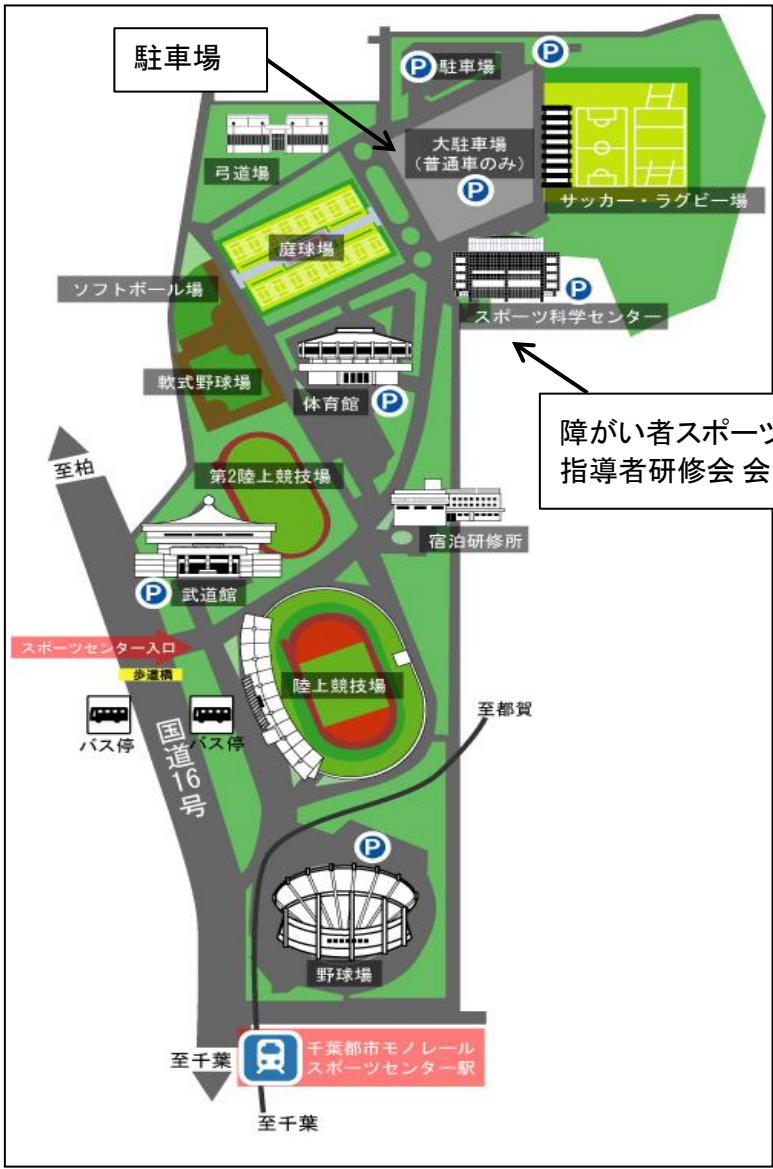 駐車場
P
P 駐車場
大駐車場
(普通車のみ)
P
弓道場
サッカー・ラグビー場
庭球場
ソフトボール場
P
スポーツ科学センター
軟式野球場
体育館
P
障がい者スポーツ
指導者研修会 会
至柏
第2陸上競技場
宿泊研修所
P
武道館
スポーツセンター入口
歩道橋
陸上競技場
至都賀
バス停
バス停
国道16号
P
野球場
至千葉
千葉都市モノレール
スポーツセンター駅
至千葉